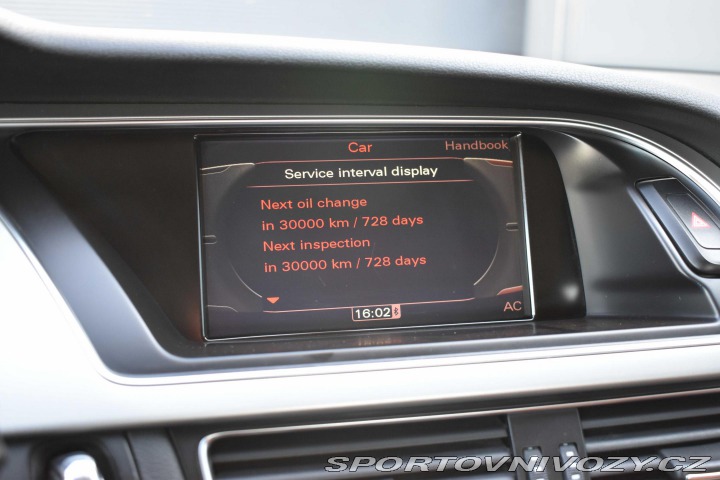 Car
Handbook
Service interval display
Next oil change
in 30000 km / 728 days
Next inspection
in 30000 km / 728 days
16:02
AC
SPORTOVNIVOZY.CZ